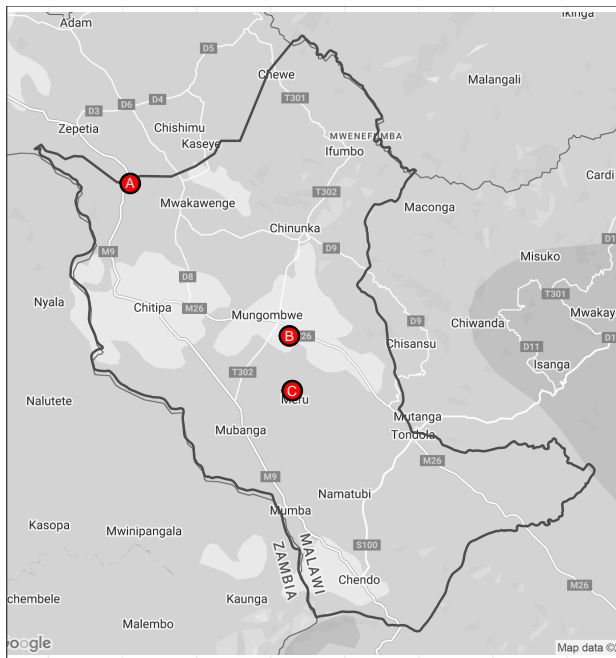 Ikinga
Adam
D5
Chewe
Malangali
D3
D6
D4
T301
Zepetia
Chishimu
Kaseye
MWENEFUMBA
Ifumbo
Cardi
A
T302
Mwakawenge
Maconga
Chinunka
D9
M9
Misuko
D8
T301
Nyala
Chitipa
M26
Mungombwe
D9
Chiwanda
Mwakay
B
26
Chisansu
D11
D1
Isanga
T302
C
Meru
Nalutete
Mutanga
Mubanga
Tondola
M26
M9
Namatubi
Mumba
Kasopa
Mwinipangala
S100
ZAMBIA
MALAWI
Chendo
M26
chembele
Kaunga
Malembo
oogle
Map data ©